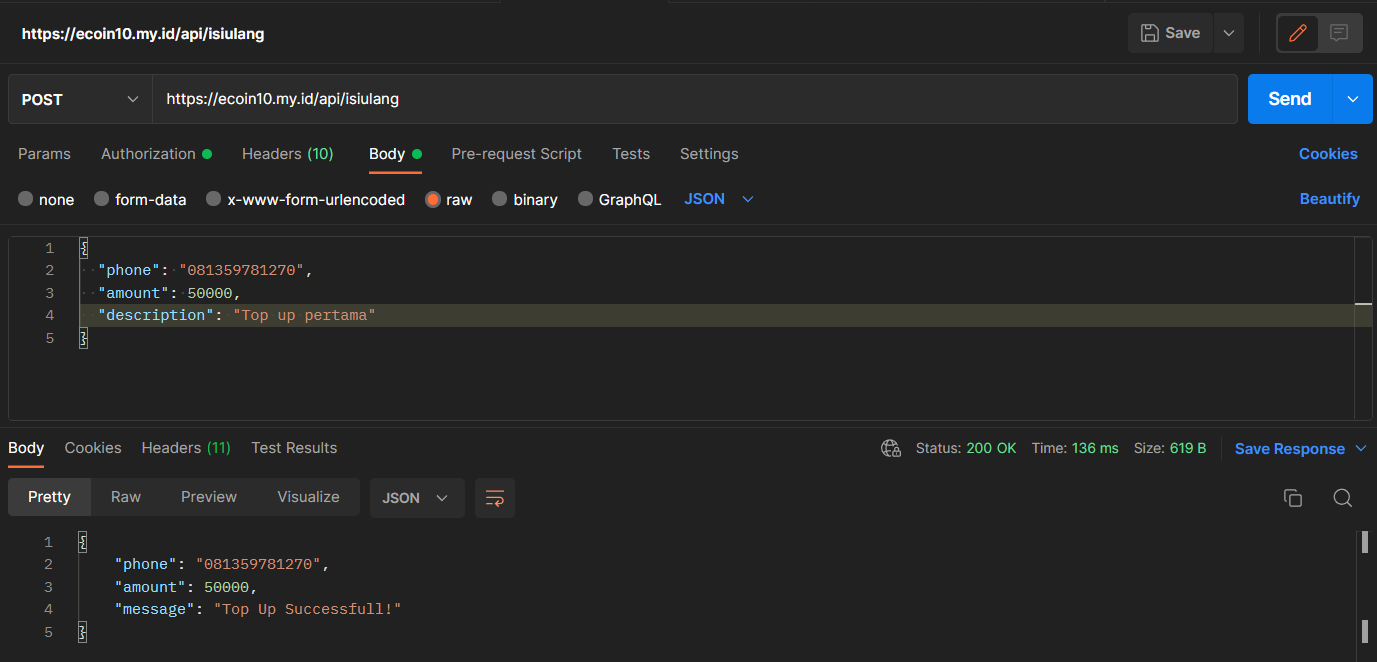 https://ecoin10.my.id/api/isiulang Save
POST https://ecoin10.my.id/api/isiulang Send
Params Authorization Headers (10) Body Pre-request Script Tests Settings Cookies
none form-data x-www-form-urlencoded raw binary GraphQL JSON Beautify
1 {
2 "phone": "081359781270",
3 "amount": 50000,
4 "description": "Top up pertama"
5 }
Body Cookies Headers (11) Test Results Status: 200 OK Time: 136 ms Size: 619 B Save Response
Pretty Raw Preview Visualize JSON
1 {
2 "phone": "081359781270",
3 "amount": 50000,
4 "message": "Top Up Successfull!"
5 }